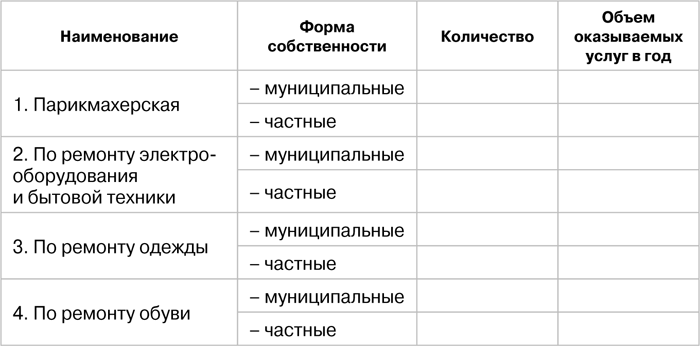 Наименование
Форма
собственности
Количество
Объем
оказываемых
услуг в год
1. Парикмахерская
– муниципальные
– частные
2. По ремонту электро-
оборудования
и бытовой техники
– муниципальные
– частные
3. По ремонту одежды
– муниципальные
– частные
4. По ремонту обуви
– муниципальные
– частные